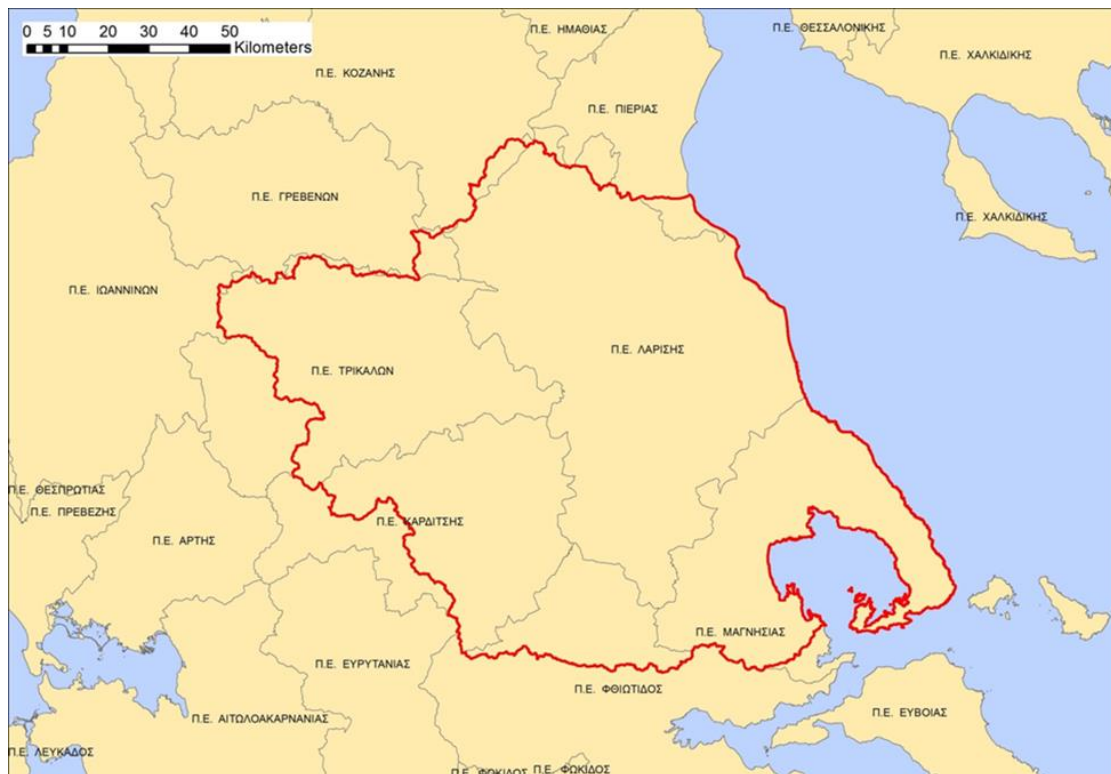 0 5 10 20 30 40 50
Kilometers
Π.Ε. ΗΜΑΘΙΑΣ
Π.Ε. ΘΕΣΣΑΛΟΝΙΚΗΣ
Π.Ε. ΧΑΛΚΙΔΙΚΗΣ
Π.Ε. ΚΟΖΑΝΗΣ
Π.Ε. ΠΙΕΡΙΑΣ
Π.Ε. ΓΡΕΒΕΝΩΝ
Π.Ε. ΧΑΛΚΙΔΙΚΗΣ
Π.Ε. ΙΩΑΝΝΙΝΩΝ
Π.Ε. ΛΑΡΙΣΗΣ
Π.Ε. ΤΡΙΚΑΛΩΝ
Π.Ε. ΘΕΣΠΡΩΤΙΑΣ
Π.Ε. ΠΡΕΒΕΖΗΣ
Π.Ε. ΚΑΡΔΙΤΣΗΣ
Π.Ε. ΑΡΤΗΣ
Π.Ε. ΜΑΓΝΗΣΙΑΣ
Π.Ε. ΕΥΡΥΤΑΝΙΑΣ
Π.Ε. ΦΘΙΩΤΙΔΟΣ
Π.Ε. ΕΥΒΟΙΑΣ
Π.Ε. ΑΙΤΩΛΟΑΚΑΡΝΑΝΙΑΣ
Π.Ε. ΛΕΥΚΑΔΟΣ
Π.Ε. ΦΩΚΙΔΟΣ
Π.Ε. ΦΩΚΙΔΟΣ